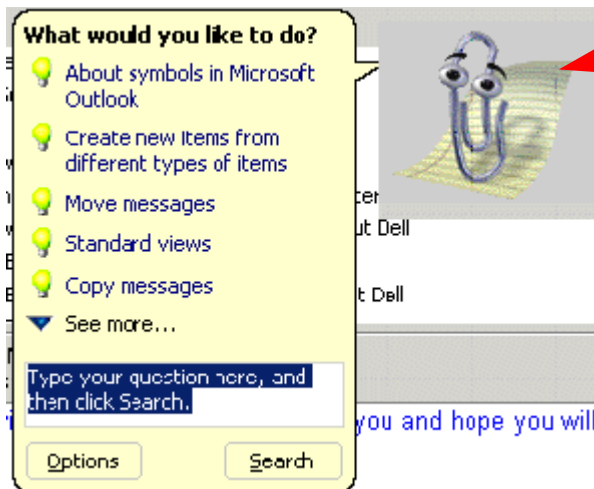 What would you like to do?
About symbols in Microsoft
Outlook
Create new items from
different types of items
Move messages
Standard views
Copy messages
See more...
Type your question here, and
then click Search.
Options
Search
ut Dell
t Dell
you and hope you will